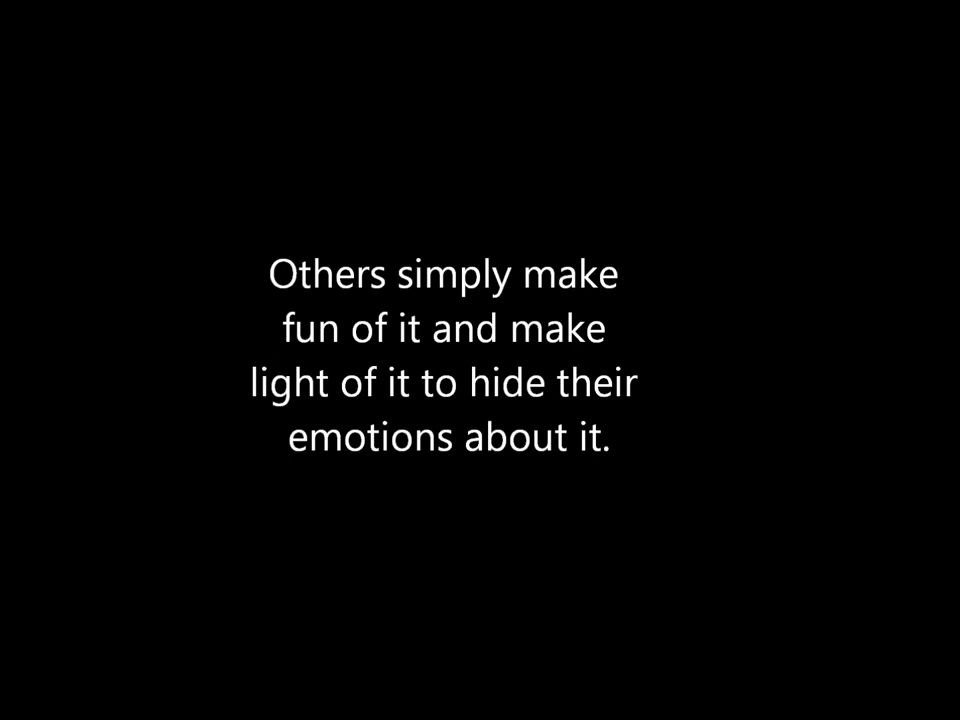 Others simply make
fun of it and make
light of it to hide their
emotions about it.